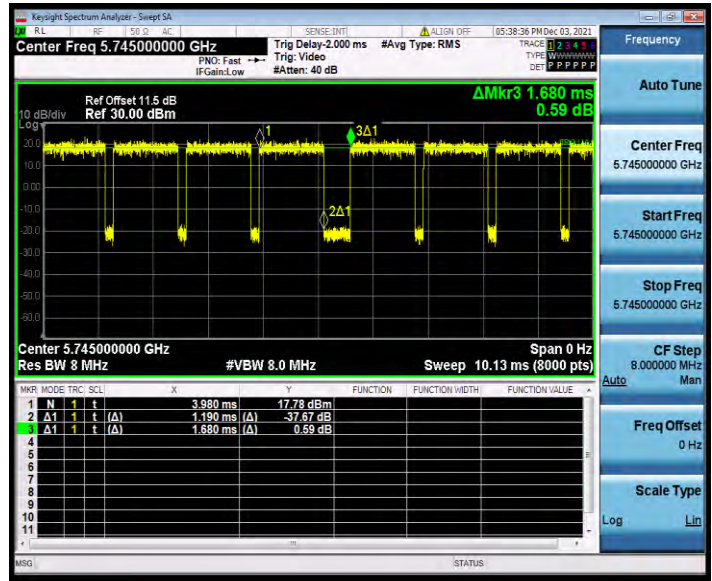 Keysight Spectrum Analyzer - Swept SA
RL RF 50 Ω AC SENSE:INT ALIGN OFF 05:38:36 PM Dec 03, 2021
Center Freq 5.745000000 GHz
PNO: Fast
IFGain:Low
Trig Delay-2.000 ms
Trig: Video
#Atten: 40 dB
#Avg Type: RMS
TRACE 1 2 3 4 5 6
TYPE
DET P P P P P P
Frequency
Auto Tune
Center Freq
5.745000000 GHz
Start Freq
5.745000000 GHz
Stop Freq
5.745000000 GHz
CF Step
8.000000 MHz
Auto Man
Freq Offset
0 Hz
Scale Type
Log Lin
ΔMkr3 1.680 ms
0.59 dB
Ref Offset 11.5 dB
10 dB/div Ref 30.00 dBm
Log
20.0
10.0
0.00
-10.0
-20.0
-30.0
-40.0
-50.0
-60.0
1
3Δ1
2Δ1
Center 5.745000000 GHz Span 0 Hz
Res BW 8 MHz #VBW 8.0 MHz Sweep 10.13 ms (8000 pts)
MKR MODE TRC SCL X Y FUNCTION FUNCTION WIDTH FUNCTION VALUE
1 N 1 t 3.980 ms 17.78 dBm
2 Δ1 1 t (Δ) 1.190 ms (Δ) -37.67 dB
3 Δ1 1 t (Δ) 1.680 ms (Δ) 0.59 dB
4
5
6
7
8
9
10
11
MSG STATUS